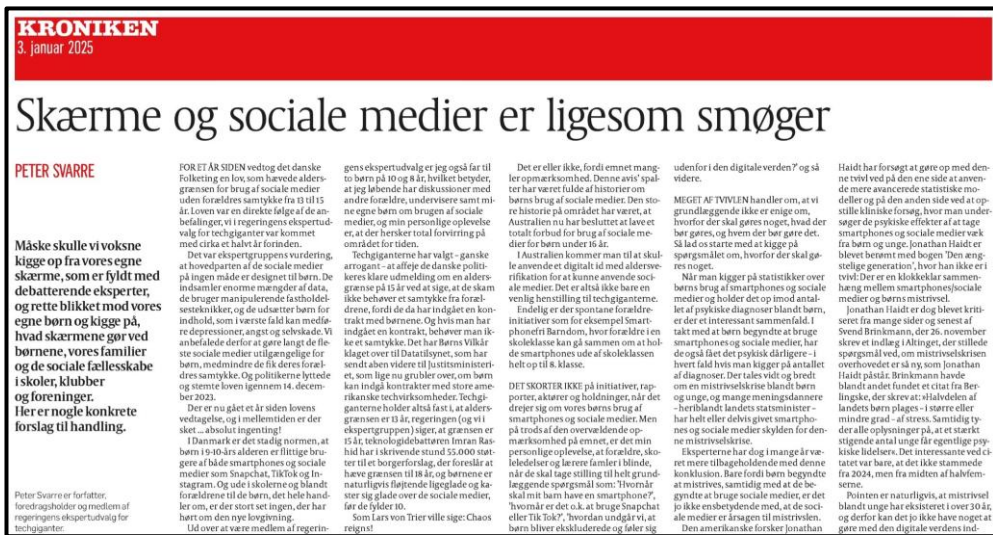 KRONIKEN
3. januar 2025
Skærme og sociale medier er ligesom smøger
PETER SVARRE
Måske skulle vi voksne
kigge op fra vores egne
skærme, som er fyldt med
debatterende eksperter,
og rette blikket mod vores
egne børn og kigge på,
hvad skærmene gør ved
børnene, vores familier
og de sociale fællesskabe
i skoler, klubber
og foreninger.
Her er nogle konkrete
forslag til handling.
Peter Svarre er forfatter,
foredragsholder og medlem af
regeringens ekspertudvalg for
techgiganter.
FOR ET ÅR SIDEN vedtog det danske
Folketing en lov, som hævede alders-
grænsen for brug af sociale medier
uden forældres samtykke fra 13 til 15
år. Loven var en direkte følge af de an-
befalinger, vi i regeringens ekspertud-
valg for techgiganter var kommet
med cirka et halvt år forinden.
Det var ekspertgruppens vurdering,
at hovedparten af de sociale medier
på ingen måde er designet til børn. De
indsamler enorme mængder af data,
de bruger manipulerende fastholdel-
sesteknikker, og de udsætter børn for
indhold, som i værste fald kan medfø-
re depressioner, angst og selvskade. Vi
anbefalede derfor at gøre langt de fle-
ste sociale medier utilgængelige for
børn, medmindre de fik deres foræl-
dres samtykke. Og politikerne lyttede
og stemte loven igennem 14. decem-
ber 2023.
Der er nu gået et år siden lovens
vedtagelse, og i mellemtiden er der
sket ... absolut ingenting!
I Danmark er det stadig normen, at
børn i 9-10-års alderen er flittige bru-
gere af både smartphones og sociale
medier som Snapchat, TikTok og In-
stagram. Og ude i skolerne og blandt
forældrene til de børn, det hele hand-
ler om, er der stort set ingen, der har
hørt om den nye lovgivning.
Ud over at være medlem af regerin-
gens ekspertudvalg er jeg også far til
to børn på 10 og 8 år, hvilket betyder,
at jeg løbende har diskussioner med
andre forældre, undervisere samt mi-
ne egne børn om brugen af sociale
medier, og min personlige oplevelse
er, at der hersker total forvirring på
området for tiden.
Techgiganterne har valgt – ganske
arrogant – at affeje de danske politi-
keres klare udmelding om en alders-
grænse på 15 år ved at sige, at de skam
ikke behøver et samtykke fra foræl-
drene, fordi de da har indgået en kon-
trakt med børnene. Og hvis man har
indgået en kontrakt, behøver man ik-
ke et samtykke. Det har Børns Vilkår
klaget over til Datatilsynet, som har
sendt aben videre til Justitsministeri-
et, som lige nu grubler over, om børn
kan indgå kontrakter med store ame-
rikanske techvirksomheder. Techgi-
ganterne holder altså fast i, at alders-
grænsen er 13 år, regeringen (og vi i
ekspertgruppen) siger, at grænsen er
15 år, teknologidebattøren Imran Ras-
hid har i skrivende stund 55.000 støt-
ter til et borgerforslag, der foreslår at
hæve grænsen til 18 år, og børnene er
naturligvis fløjtende ligeglade og ka-
ster sig glade over de sociale medier,
før de fylder 10.
Som Lars von Trier ville sige: Chaos
reigns!
Det er eller ikke, fordi emnet mang-
ler opmærksomhed. Denne avis' spal-
ter har været fulde af historier om
børns brug af sociale medier. Den sto-
re historie på området har været, at
Australien nu har besluttet at lave et
totalt forbud for brug af sociale me-
dier for børn under 16 år.
I Australien kommer man til at skul-
le anvende et digitalt id med aldersve-
rifikation for at kunne anvende soci-
ale medier. Det er altså ikke bare en
venlig henstilling til techgiganterne.
Endelig er der spontane forældre-
initiativer som for eksempel Smart-
phonefri Barndom, hvor forældre i en
skoleklasse kan gå sammen om at hol-
de smartphones ude af skoleklassen
helt op til 8. klasse.
DET SKORTER IKKE på initiativer, rap-
porter, aktører og holdninger, når det
drejer sig om vores børns brug af
smartphones og sociale medier. Men
på trods af den overvældende op-
mærksomhed på emnet, er det min
personlige oplevelse, at forældre, sko-
leledelser og lærere famler i blinde,
når de skal tage stilling til helt grund-
læggende spørgsmål som: 'Hvornår
skal mit barn have en smartphone?',
'hvornår er det o.k. at bruge Snapchat
eller Tik Tok?', 'hvordan undgår vi, at
børn bliver ekskluderede og føler sig
udenfor i den digitale verden?' og så
videre.
MEGET AF TVIVLEN handler om, at vi
grundlæggende ikke er enige om,
hvorfor der skal gøres noget, hvad der
bør gøres, og hvem der bør gøre det.
Så lad os starte med at kigge på
spørgsmålet om, hvorfor der skal gø-
res noget.
Når man kigger på statistikker over
børns brug af smartphones og sociale
medier og holder det op imod antal-
let af psykiske diagnoser blandt børn,
er der et interessant sammenfald. I
takt med at børn begyndte at bruge
smartphones og sociale medier, har
de også fået det psykisk dårligere – i
hvert fald hvis man kigger på antallet
af diagnoser. Der tales vidt og bredt
om en mistrivselskrise blandt børn
og unge, og mange meningsdannere
– heriblandt landets statsminister –
har helt eller delvis givet smartpho-
nes og sociale medier skylden for den-
ne mistrivselskrise.
Eksperterne har dog i mange år væ-
ret mere tilbageholdende med denne
konklusion. Bare fordi børn begyndte
at mistrives, samtidig med at de be-
gyndte at bruge sociale medier, er det
jo ikke ensbetydende med, at de soci-
ale medier er årsagen til mistrivslen.
Den amerikanske forsker Jonathan
Haidt har forsøgt at gøre op med den-
ne tvivl ved på den ene side at anven-
de mere avancerede statistiske mo-
deller og på den anden side ved at op-
stille kliniske forsøg, hvor man under-
søger de psykiske effekter af at tage
smartphones og sociale medier væk
fra børn og unge. Jonathan Haidt er
blevet berømt med bogen 'Den æng-
stelige generation', hvor han ikke er i
tvivl: Der er en klokkeklar sammen-
hæng mellem smartphones/sociale
medier og børns mistrivsel.
Jonathan Haidt er dog blevet kriti-
seret fra mange sider og senest af
Svend Brinkmann, der 26. november
skrev et indlæg i Altinget, der stillede
spørgsmål ved, om mistrivselskrisen
overhovedet er så ny, som Jonathan
Haidt påstår. Brinkmann havde
blandt andet fundet et citat fra Ber-
lingske, der skrev at: »Halvdelen af
landets børn plages – i større eller
mindre grad – af stress. Samtidig ty-
der alle oplysninger på, at et stærkt
stigende antal unge får egentlige psy-
kiske lidelser«. Det interessante ved ci-
tatet var bare, at det ikke stammede
fra 2024, men fra midten af halvfem-
serne.
Pointen er naturligvis, at mistrivsel
blandt unge har eksisteret i over 30 år,
og derfor kan det jo ikke have noget at
gøre med den digitale verdens ind-